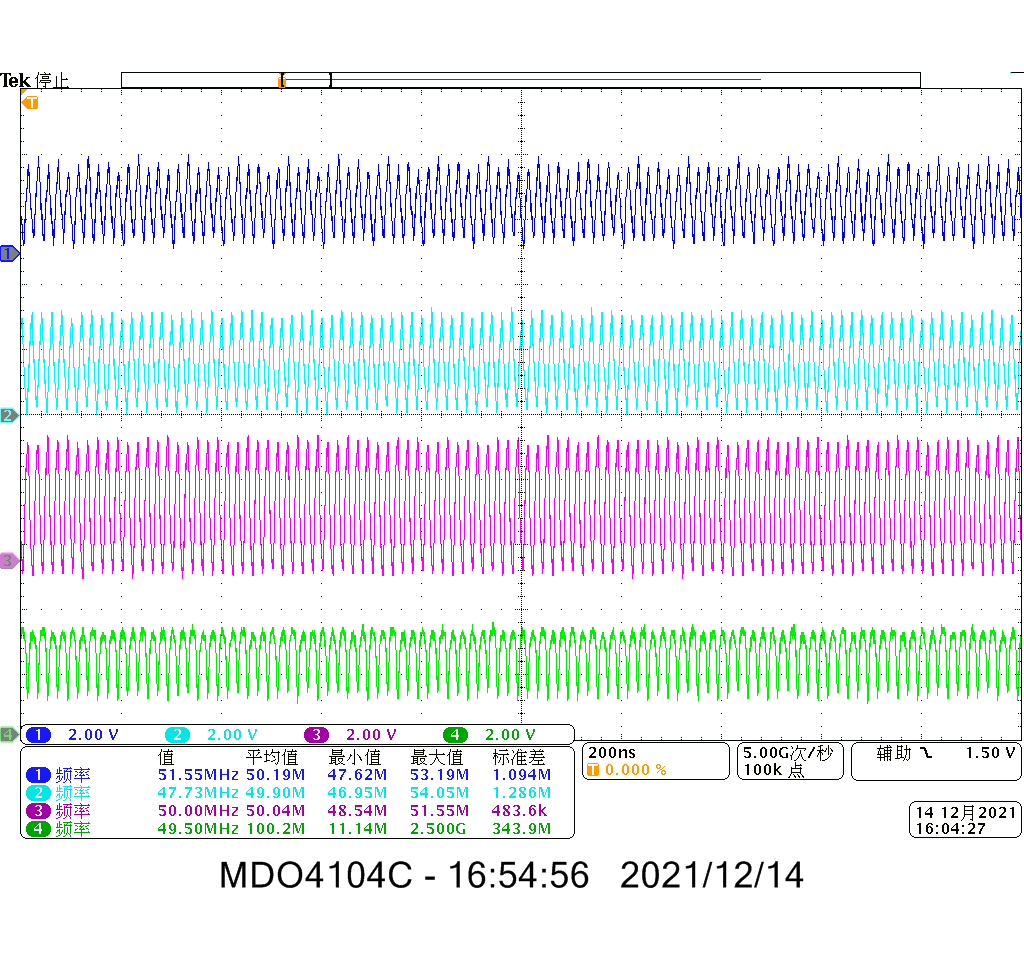 Tek 停止
T
1
2
3
4
1 2.00 V 2 2.00 V 3 2.00 V 4 2.00 V
值 平均值 最小值 最大值 标准差
1 频率 51.55MHz 50.19M 47.62M 53.19M 1.094M
2 频率 47.73MHz 49.90M 46.95M 54.05M 1.286M
3 频率 50.00MHz 50.04M 48.54M 51.55M 483.6k
4 频率 49.50MHz 100.2M 11.14M 2.500G 343.9M
200ns
T 0.000 %
5.00G次/秒
100k 点
辅助 1.50 V
14 12月2021
16:04:27
MDO4104C - 16:54:56 2021/12/14